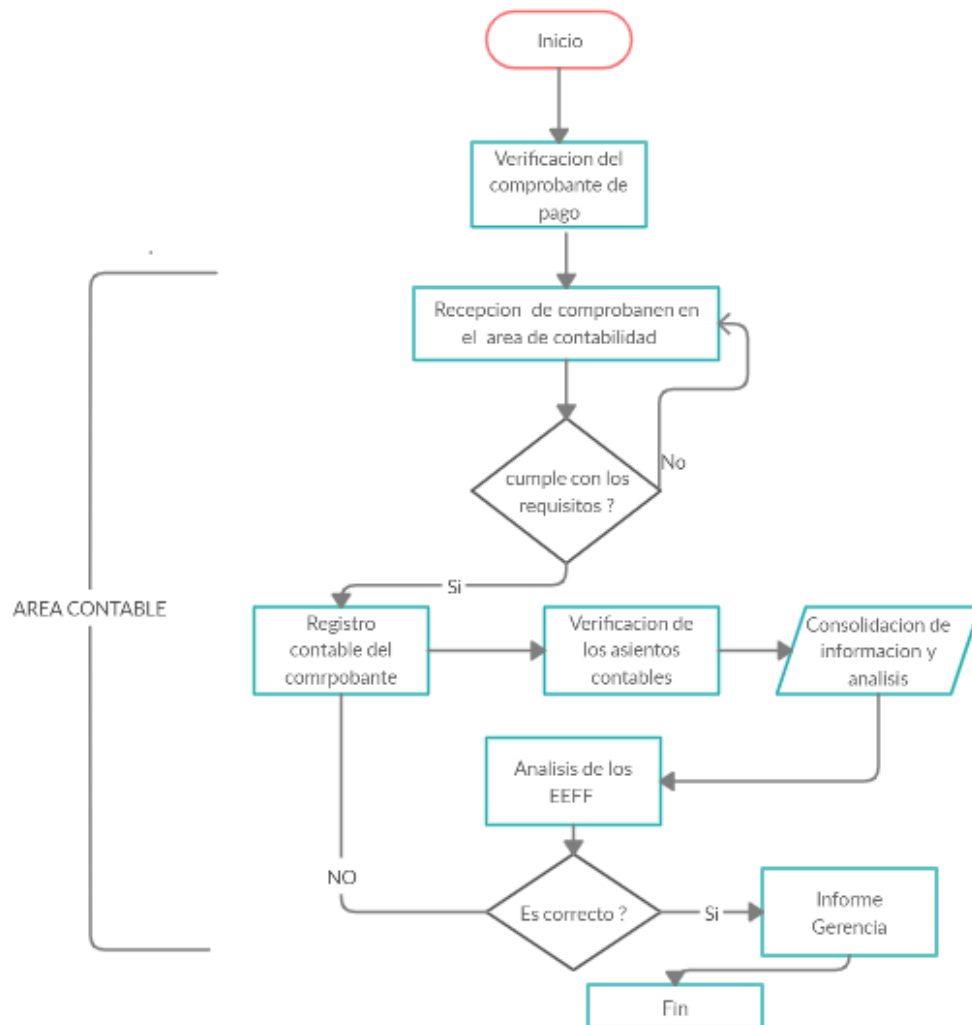 Inicio
Verificacion del
comprobante de
pago
Recepcion de comprobanen en
el area de contabilidad
cumple con los
requisitos ?
No
Si
AREA CONTABLE
Registro
contable del
comrpobante
Verificacion de
los asientos
contables
Consolidacion de
informacion y
analisis
Analisis de los
EEFF
NO
Es correcto ?
Si
Informe
Gerencia
Fin